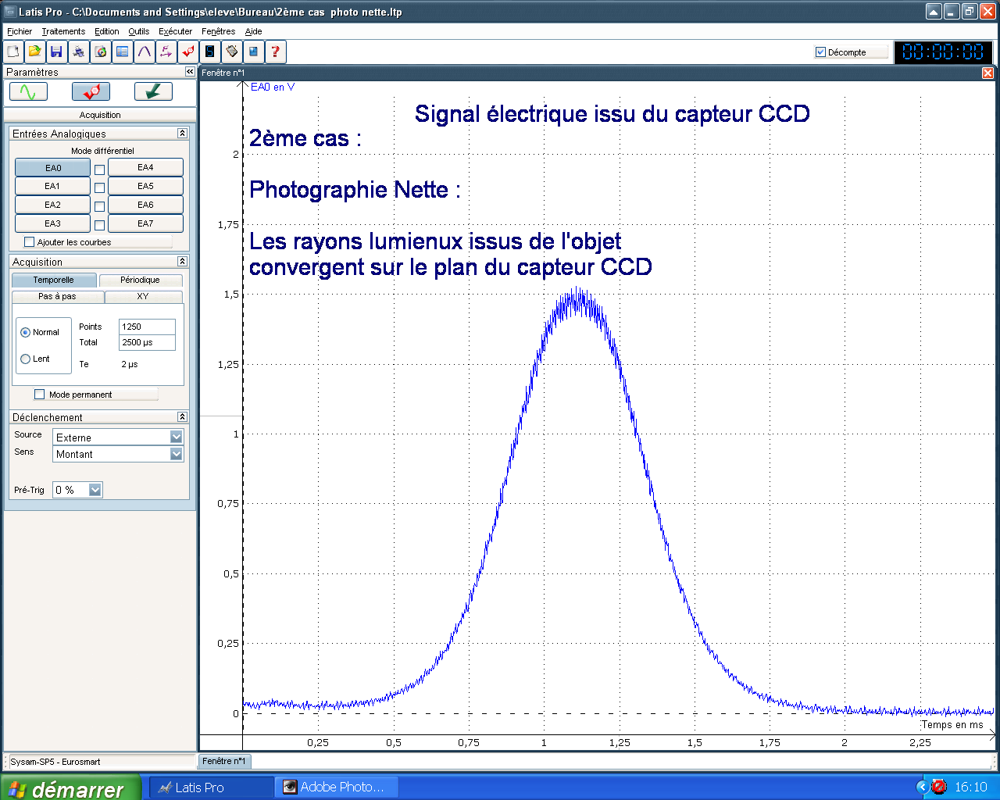 Latis Pro - C:\Documents and Settings\eleve\Bureau\2ème cas  photo nette.ltp
Fichier Traitements Edition Outils Exécuter Fenêtres Aide
Décompte 00:00:00
Paramètres
Fenêtre n°1
Acquisition
Entrées Analogiques
Mode différentiel
EA0 EA4
EA1 EA5
EA2 EA6
EA3 EA7
Ajouter les courbes
Acquisition
Temporelle Périodique
Pas à pas XY
Normal
Lent
Points 1250
Total 2500 µs
Te 2 µs
Mode permanent
Déclenchement
Source Externe
Sens Montant
Pré-Trig 0 %
EA0 en V
Signal électrique issu du capteur CCD
2ème cas :
Photographie Nette :
Les rayons lumienux issus de l'objet
convergent sur le plan du capteur CCD
2
1,75
1,5
1,25
1
0,75
0,5
0,25
0
Temps en ms
0,25 0,5 0,75 1 1,25 1,5 1,75 2 2,25
Sysam-SP5 - Eurosmart
Fenêtre n°1
démarrer
Latis Pro
Adobe Photo...
16:10